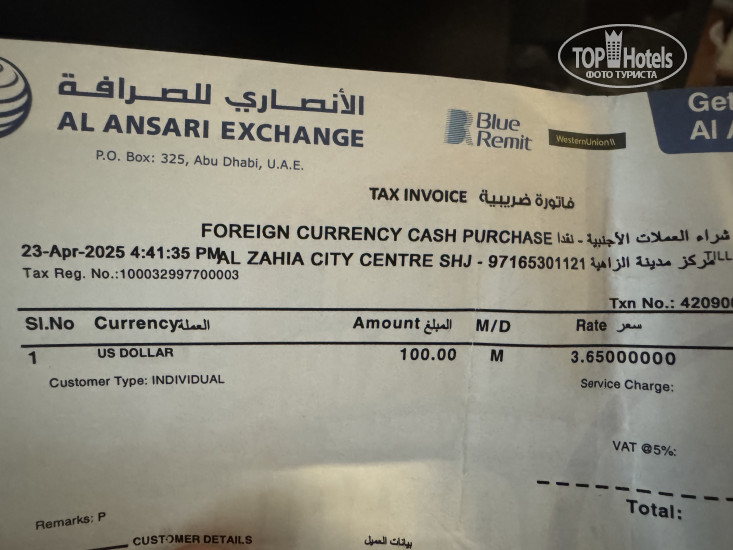 TOP Hotels
ФОТО ТУРИСТА
الأنصاري للصرافة
AL ANSARI EXCHANGE
P.O. Box: 325, Abu Dhabi, U.A.E.
Blue Remit
WesternUnion
Get
Al A
TAX INVOICE فاتورة ضريبية
FOREIGN CURRENCY CASH PURCHASE شراء العملات الأجنبية - نقدا
23-Apr-2025 4:41:35 PM AL ZAHIA CITY CENTRE SHJ - 97165301121 مركز مدينة الزاهية TILL
Tax Reg. No.:100032997700003
Txn No.: 42090
Sl.No Currency العملة Amount المبلغ M/D Rate سعر
1 US DOLLAR 100.00 M 3.65000000
Customer Type: INDIVIDUAL Service Charge:
VAT @5%:
Total:
Remarks: P
CUSTOMER DETAILS بيانات العميل